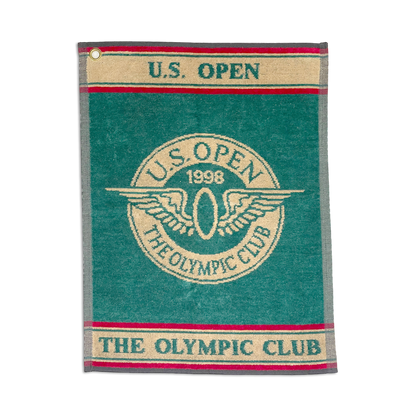 U.S. OPEN
U.S. OPEN
1998
THE OLYMPIC CLUB
THE OLYMPIC CLUB